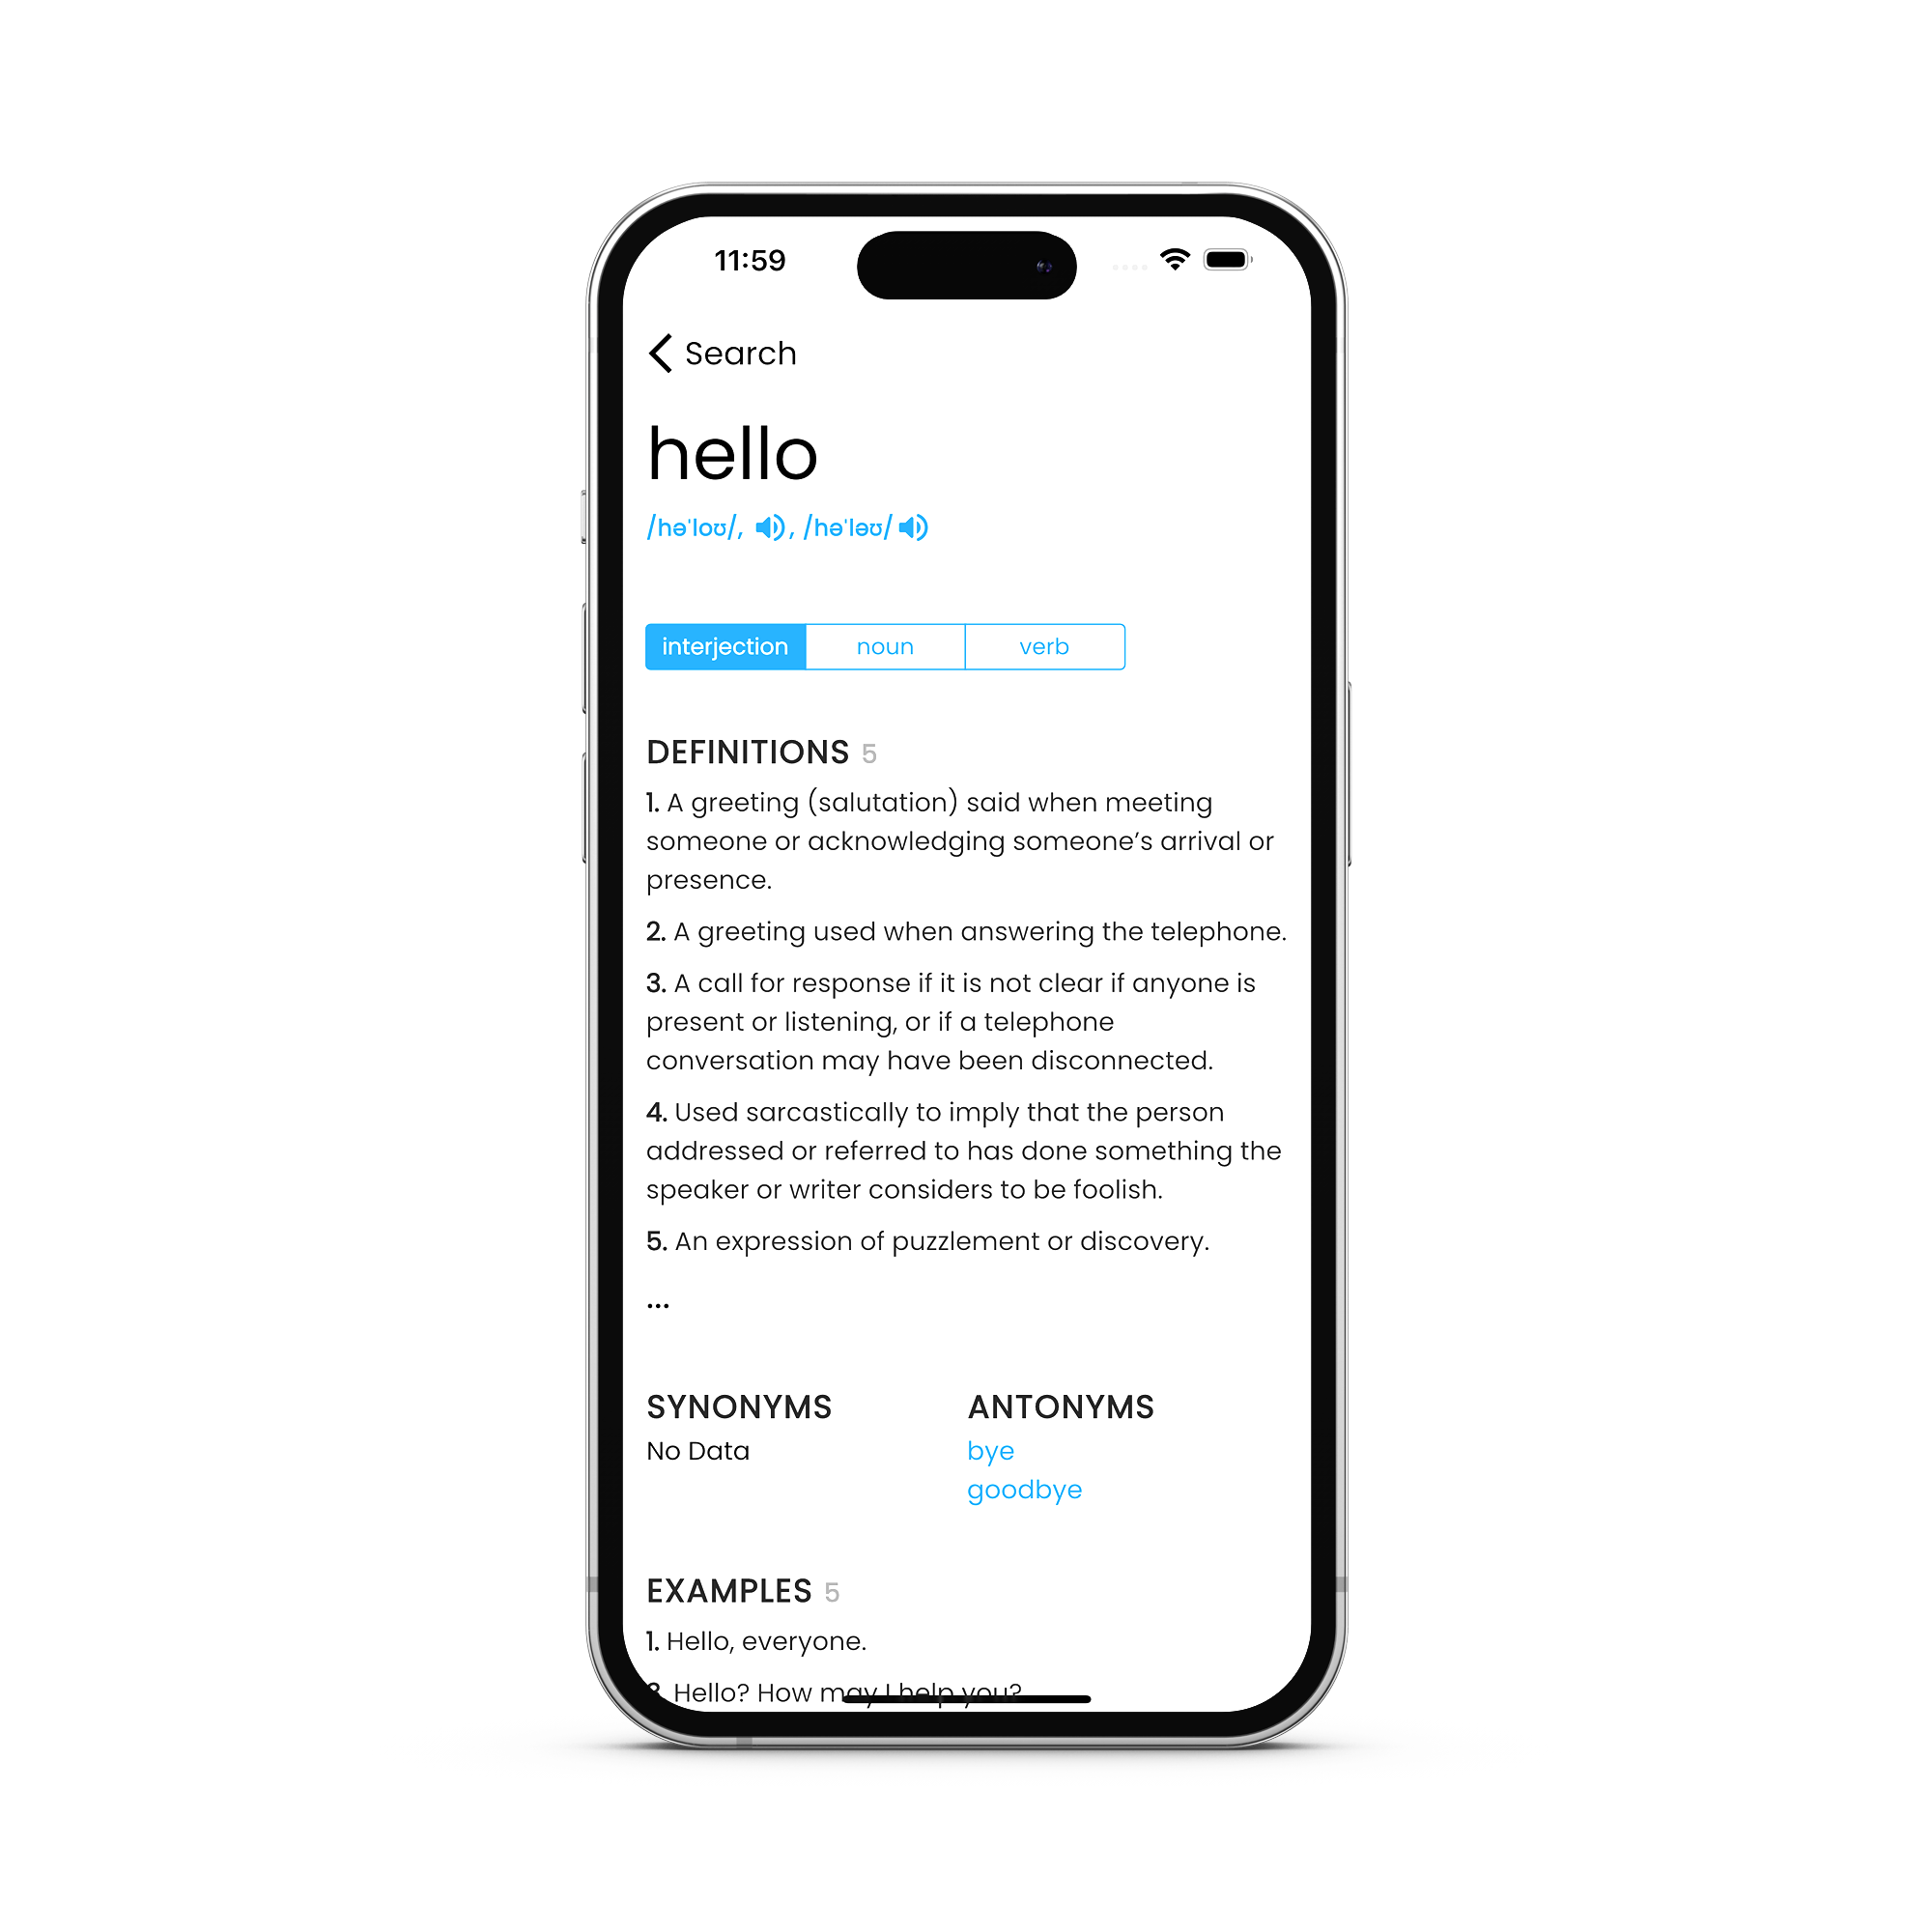 11:59
Search
hello
/həˈloʊ/, , /həˈləʊ/
interjection noun verb
DEFINITIONS 5
1. A greeting (salutation) said when meeting
someone or acknowledging someone’s arrival or
presence.
2. A greeting used when answering the telephone.
3. A call for response if it is not clear if anyone is
present or listening, or if a telephone
conversation may have been disconnected.
4. Used sarcastically to imply that the person
addressed or referred to has done something the
speaker or writer considers to be foolish.
5. An expression of puzzlement or discovery.
...
SYNONYMS ANTONYMS
No Data bye
goodbye
EXAMPLES 5
1. Hello, everyone.
2. Hello? How may I help you?